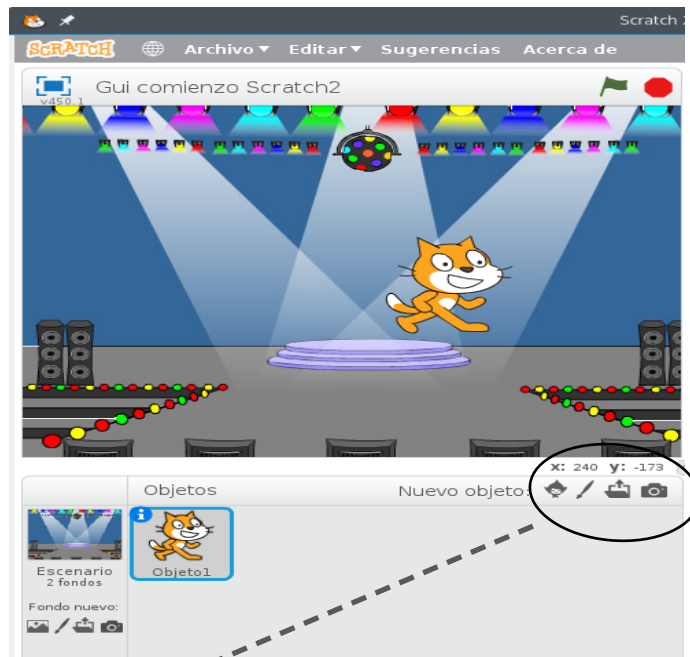 Scratch 2
SCRATCH Archivo Editar Sugerencias Acerca de
Gui comienzo Scratch2
v450.1
x: 240 y: -173
Objetos Nuevo objeto:
Escenario
2 fondos
Objeto1
Fondo nuevo: